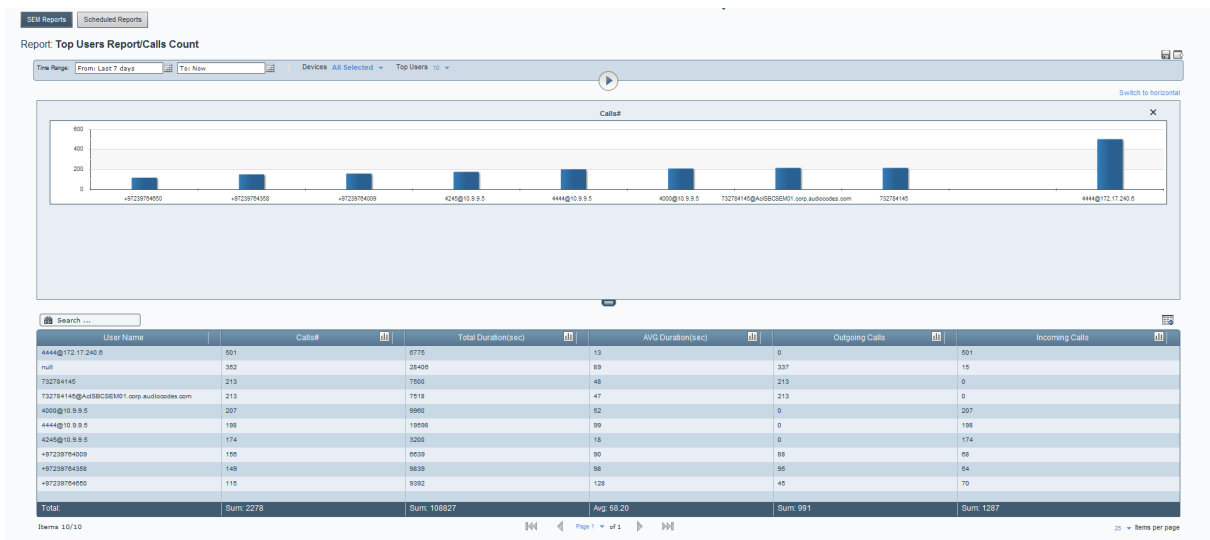 SEM Reports Scheduled Reports
Report: Top Users Report/Calls Count
Time Range: From: Last 7 days To: Now Devices All Selected Top Users 10
Switch to horizontal
Calls#
600
400
200
0
+97239764650 +97239764358 +97239764009 4245@10.9.9.5 4444@10.9.9.5 4000@10.9.9.5 732784145@AclSBCSEM01.corp.audiocodes.com 732784145 4444@172.17.240.6
Search ...
User Name Calls# Total Duration(sec) AVG Duration(sec) Outgoing Calls Incoming Calls
4444@172.17.240.6 501 6775 13 0 501
null 352 28406 89 337 15
732784145 213 7500 48 213 0
732784145@AclSBCSEM01.corp.audiocodes.com 213 7518 47 213 0
4000@10.9.9.5 207 9960 52 0 207
4444@10.9.9.5 198 19598 99 0 198
4245@10.9.9.5 174 3200 18 0 174
+97239764009 156 6639 90 88 68
+97239764358 149 9839 98 95 54
+97239764650 115 9392 128 45 70
Total: Sum: 2278 Sum: 108827 Avg: 68.20 Sum: 991 Sum: 1287
Items 10/10 Page 1 of 1 25 Items per page